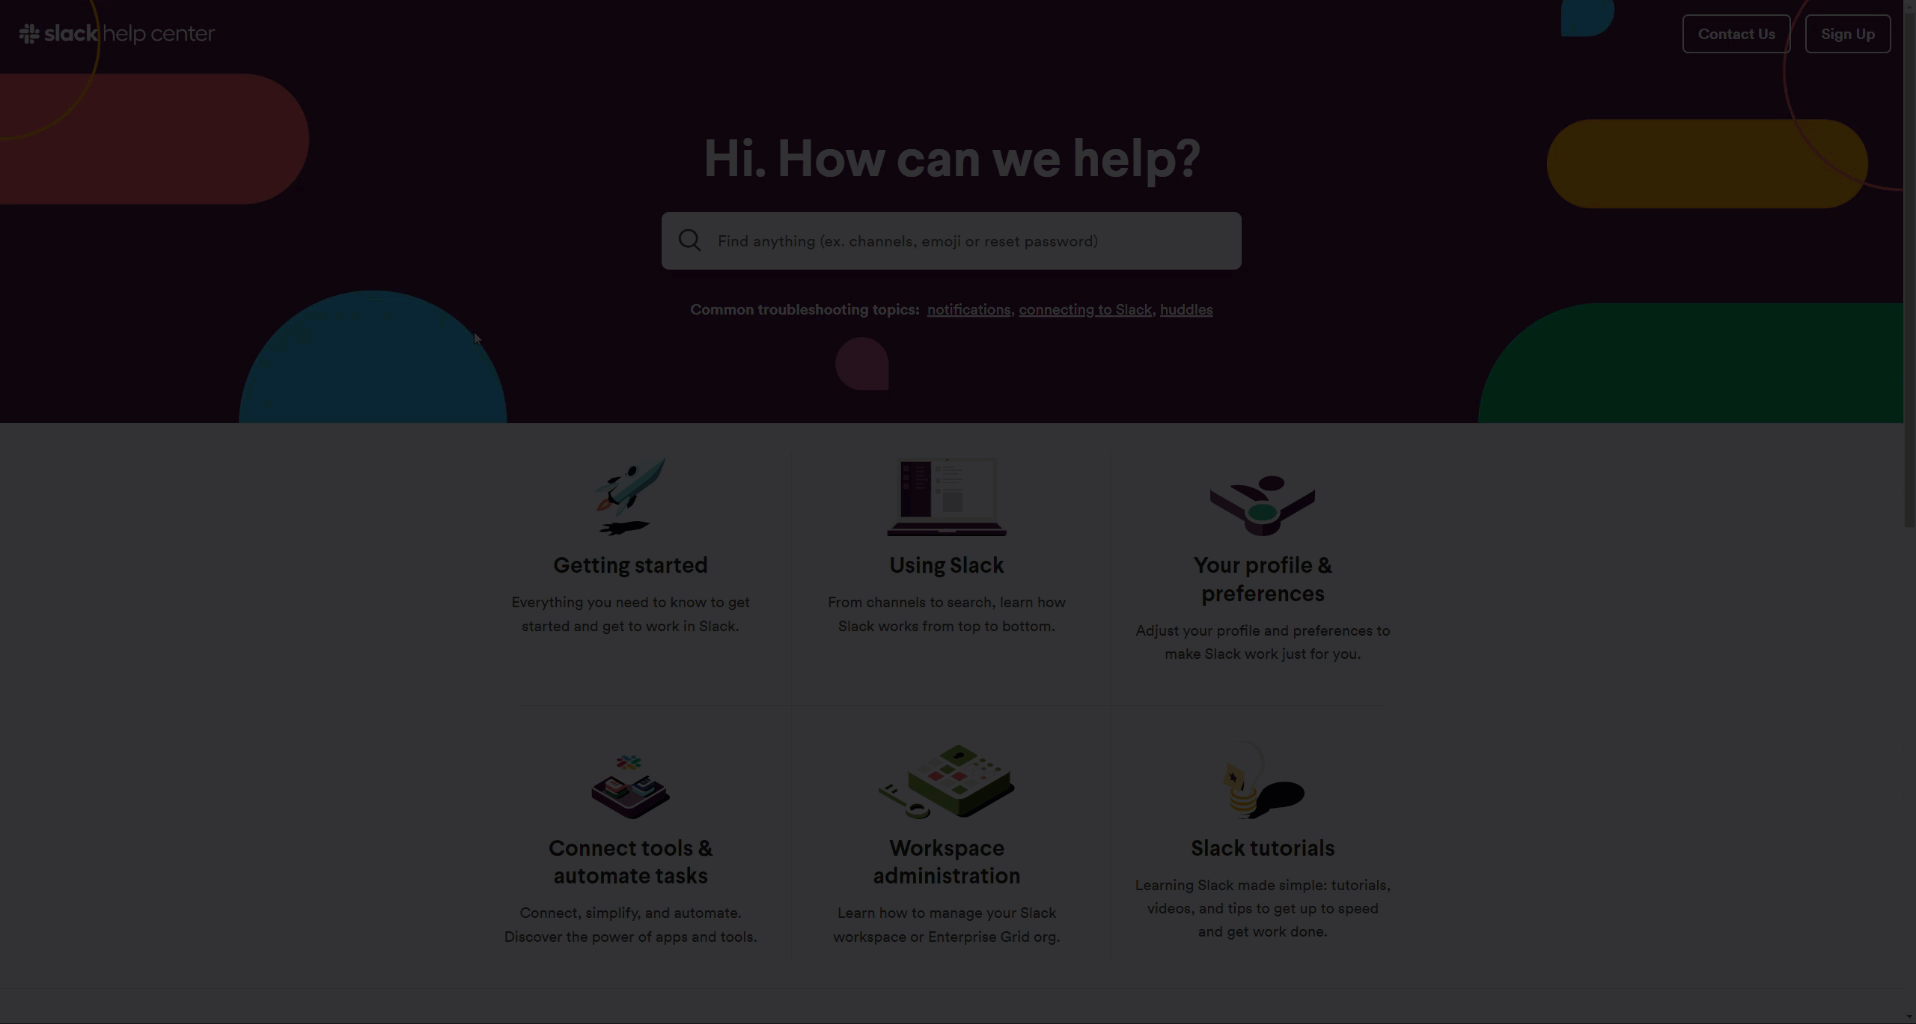 slack help center
Contact Us
Sign Up
Hi. How can we help?
Find anything (ex. channels, emoji or reset password)
Common troubleshooting topics: notifications, connecting to Slack, huddles
Getting started
Everything you need to know to get
started and get to work in Slack.
Using Slack
From channels to search, learn how
Slack works from top to bottom.
Your profile &
preferences
Adjust your profile and preferences to
make Slack work just for you.
Connect tools &
automate tasks
Connect, simplify, and automate.
Discover the power of apps and tools.
Workspace
administration
Learn how to manage your Slack
workspace or Enterprise Grid org.
Slack tutorials
Learning Slack made simple: tutorials,
videos, and tips to get up to speed
and get work done.